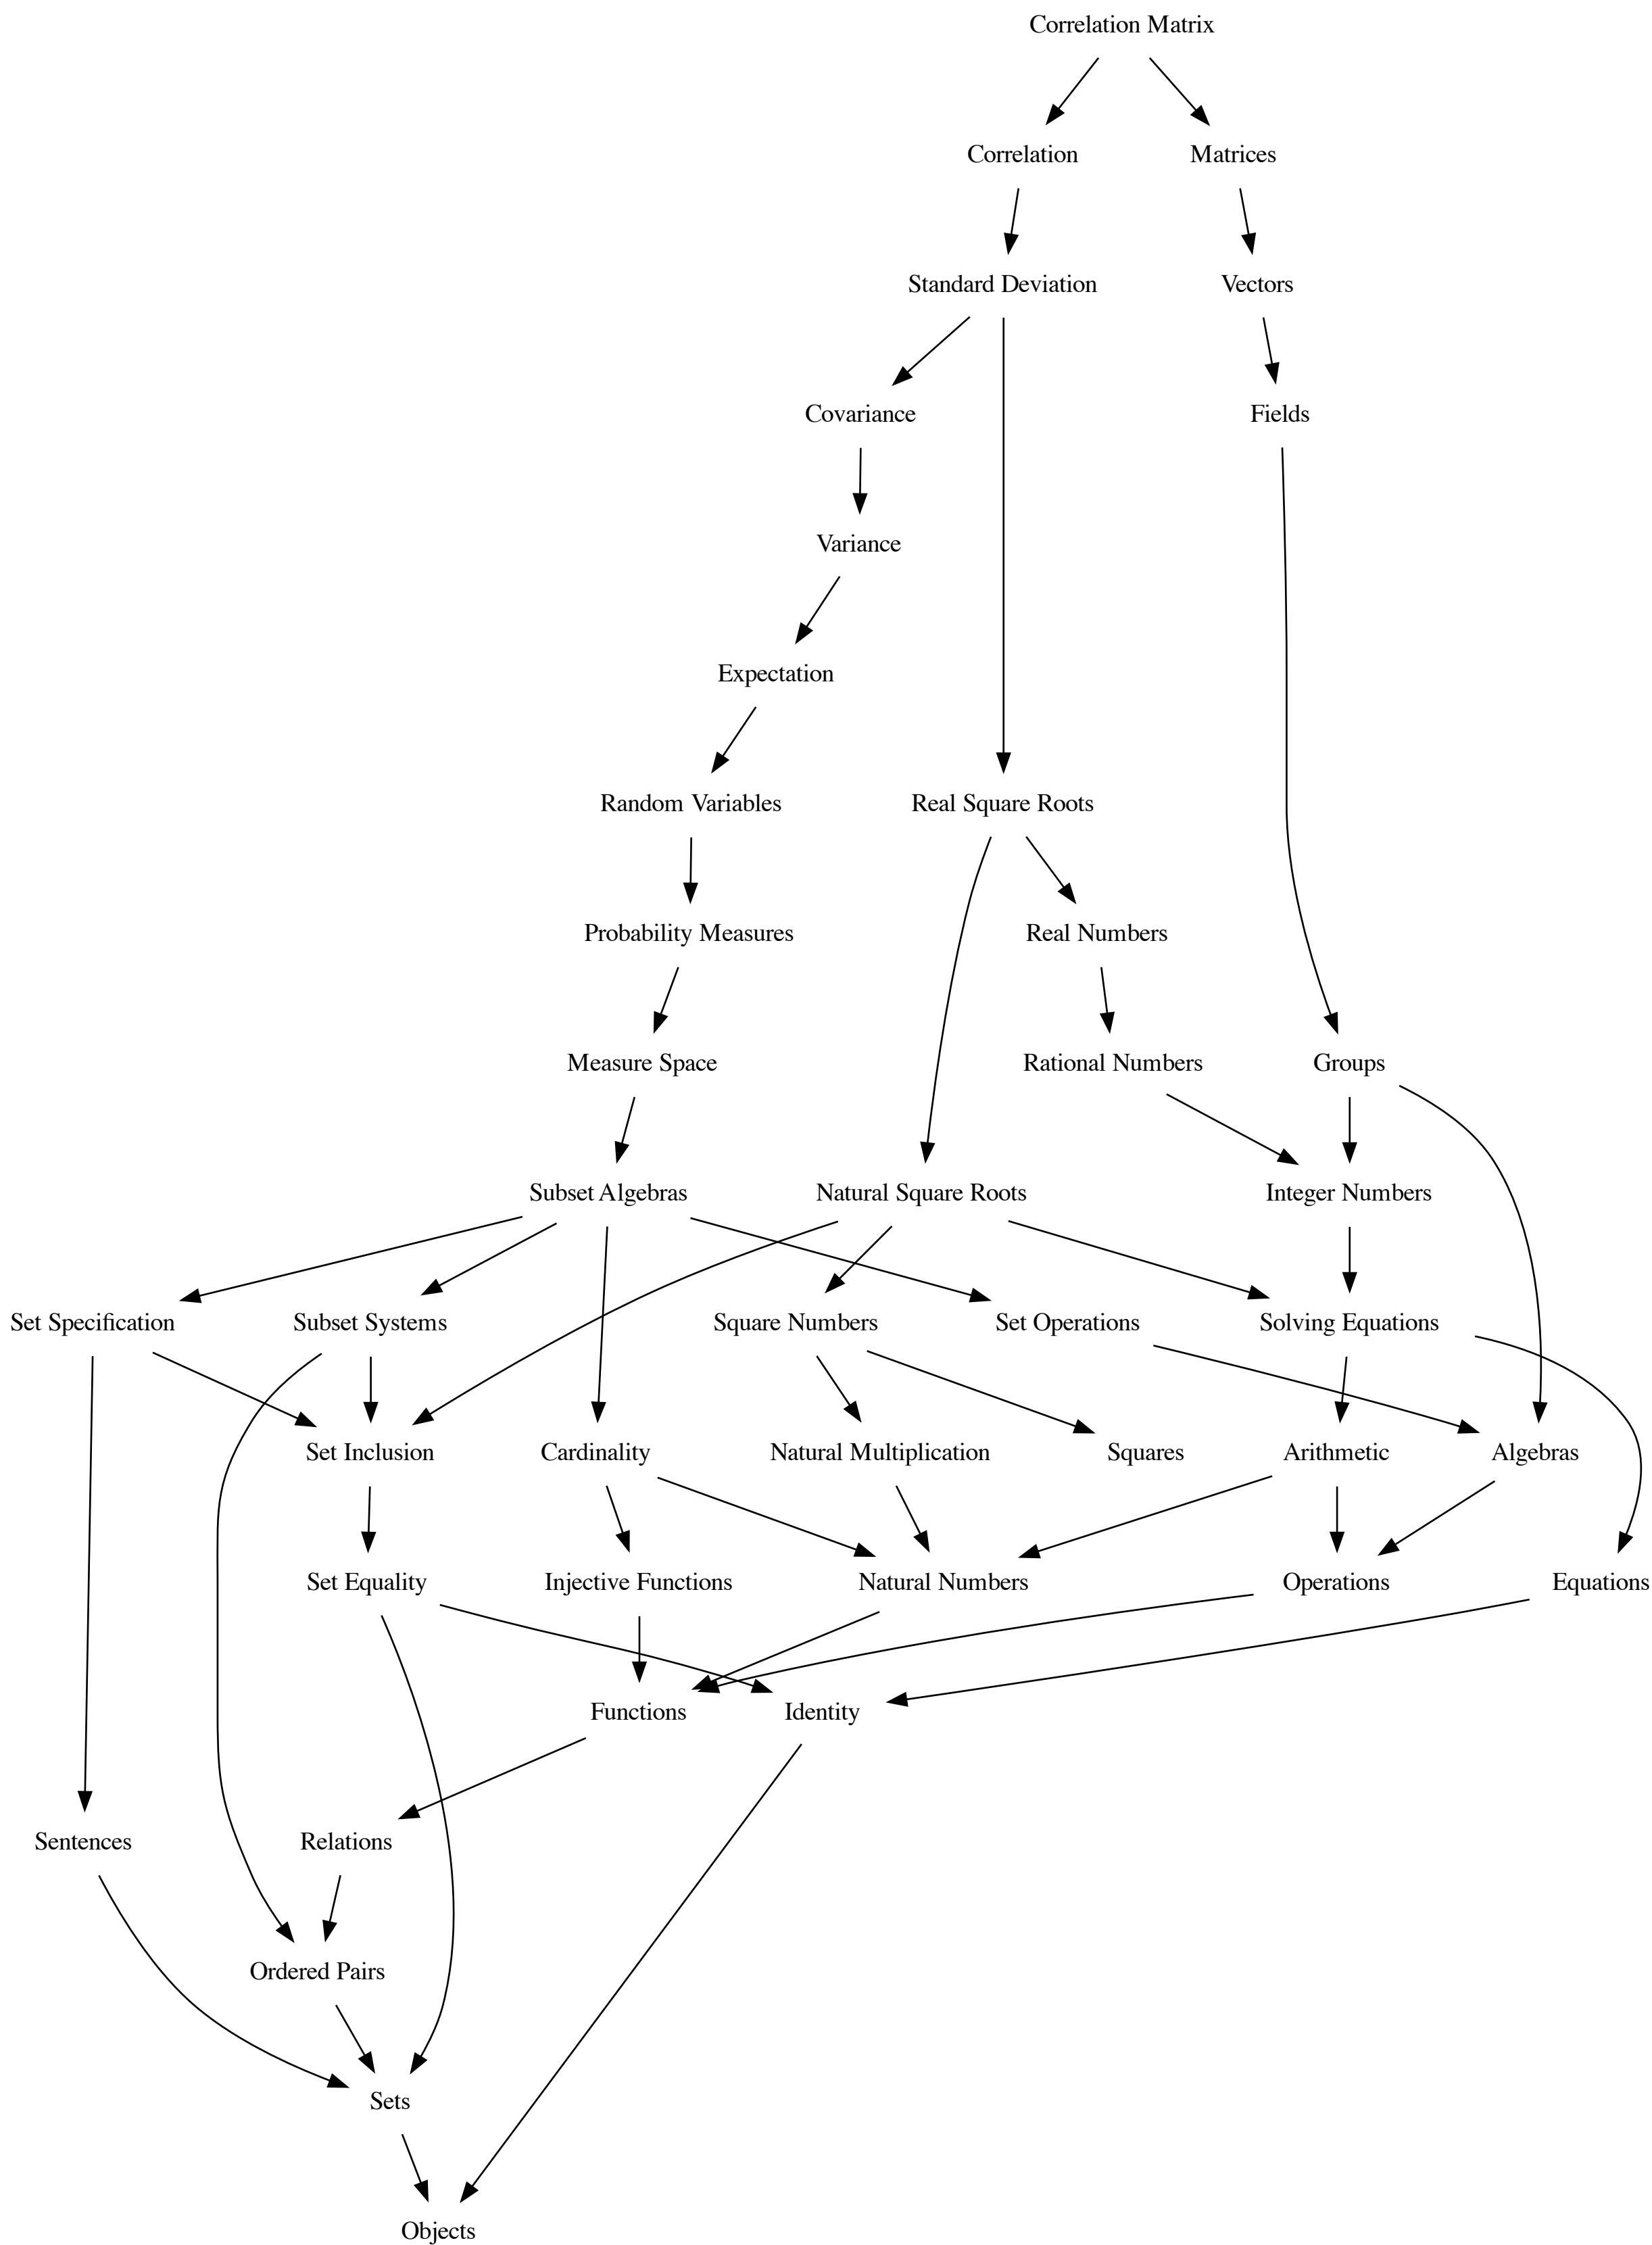 Correlation Matrix
Correlation
Matrices
Standard Deviation
Vectors
Covariance
Fields
Variance
Expectation
Random Variables
Real Square Roots
Probability Measures
Real Numbers
Measure Space
Rational Numbers
Groups
Subset Algebras
Natural Square Roots
Integer Numbers
Set Specification
Subset Systems
Square Numbers
Set Operations
Solving Equations
Set Inclusion
Cardinality
Natural Multiplication
Squares
Arithmetic
Algebras
Set Equality
Injective Functions
Natural Numbers
Operations
Equations
Functions
Identity
Sentences
Relations
Ordered Pairs
Sets
Objects